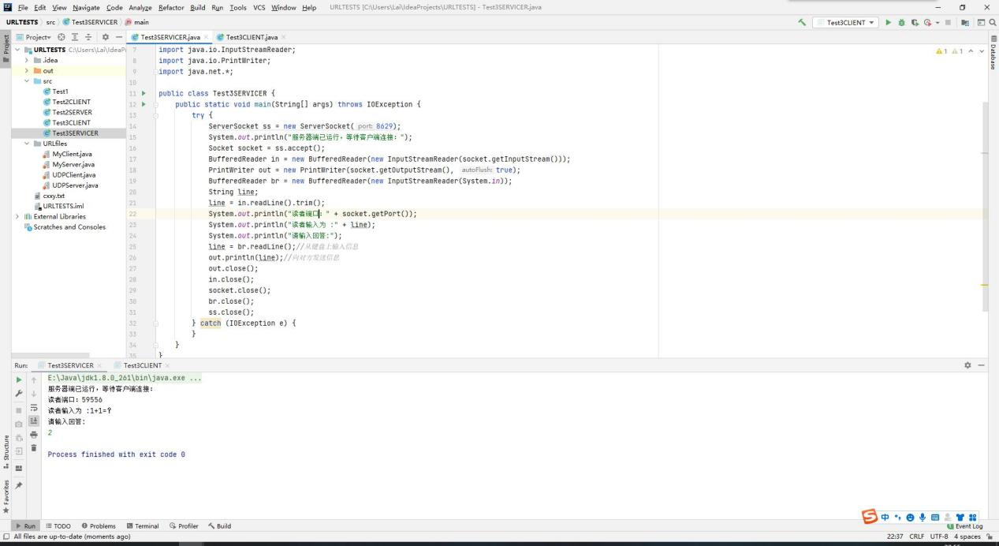 File Edit View Navigate Code Analyze Refactor Build Run Tools VCS Window Help URLTESTS [C:\Users\Lai\IdeaProjects\URLTESTS] - Test3SERVICER.java
URLTESTS src Test3SERVICER main
Test3CLIENT
Project
Test3SERVICER.java
Test3CLIENT.java
URLTESTS C:\Users\Lai\IdeaP
.idea
out
src
Test1
Test2CLIENT
Test2SERVER
Test3CLIENT
Test3SERVICER
URLfiles
MyClient.java
MyServer.java
UDPClient.java
UDPServer.java
cxxy.txt
URLTESTS.iml
External Libraries
Scratches and Consoles
Project
Structure
Favorites
Database
1 1
7 import java.io.InputStreamReader;
8 import java.io.PrintWriter;
9 import java.net.*;
10
11 public class Test3SERVICER {
12 public static void main(String[] args) throws IOException {
13 try {
14 ServerSocket ss = new ServerSocket( port: 8629);
15 System.out.println("服务器端已运行，等待客户端连接：");
16 Socket socket = ss.accept();
17 BufferedReader in = new BufferedReader(new InputStreamReader(socket.getInputStream()));
18 PrintWriter out = new PrintWriter(socket.getOutputStream(), autoFlush: true);
19 BufferedReader br = new BufferedReader(new InputStreamReader(System.in));
20 String line;
21 line = in.readLine().trim();
22 System.out.println("读者端口：" + socket.getPort());
23 System.out.println("读者输入为 :" + line);
24 System.out.println("请输入回答:");
25 line = br.readLine();//从键盘上输入信息
26 out.println(line);//向对方发送信息
27 out.close();
28 in.close();
29 socket.close();
30 br.close();
31 ss.close();
32 } catch (IOException e) {
33 }
34 }
35 }
Run: Test3SERVICER Test3CLIENT
E:\Java\jdk1.8.0_261\bin\java.exe ...
服务器端已运行，等待客户端连接：
读者端口：59556
读者输入为 :1+1=?
请输入回答:
2
Process finished with exit code 0
中
Run TODO Problems Terminal Profiler Build
Event Log
All files are up-to-date (moments ago)
22:37 CRLF UTF-8 4 spaces